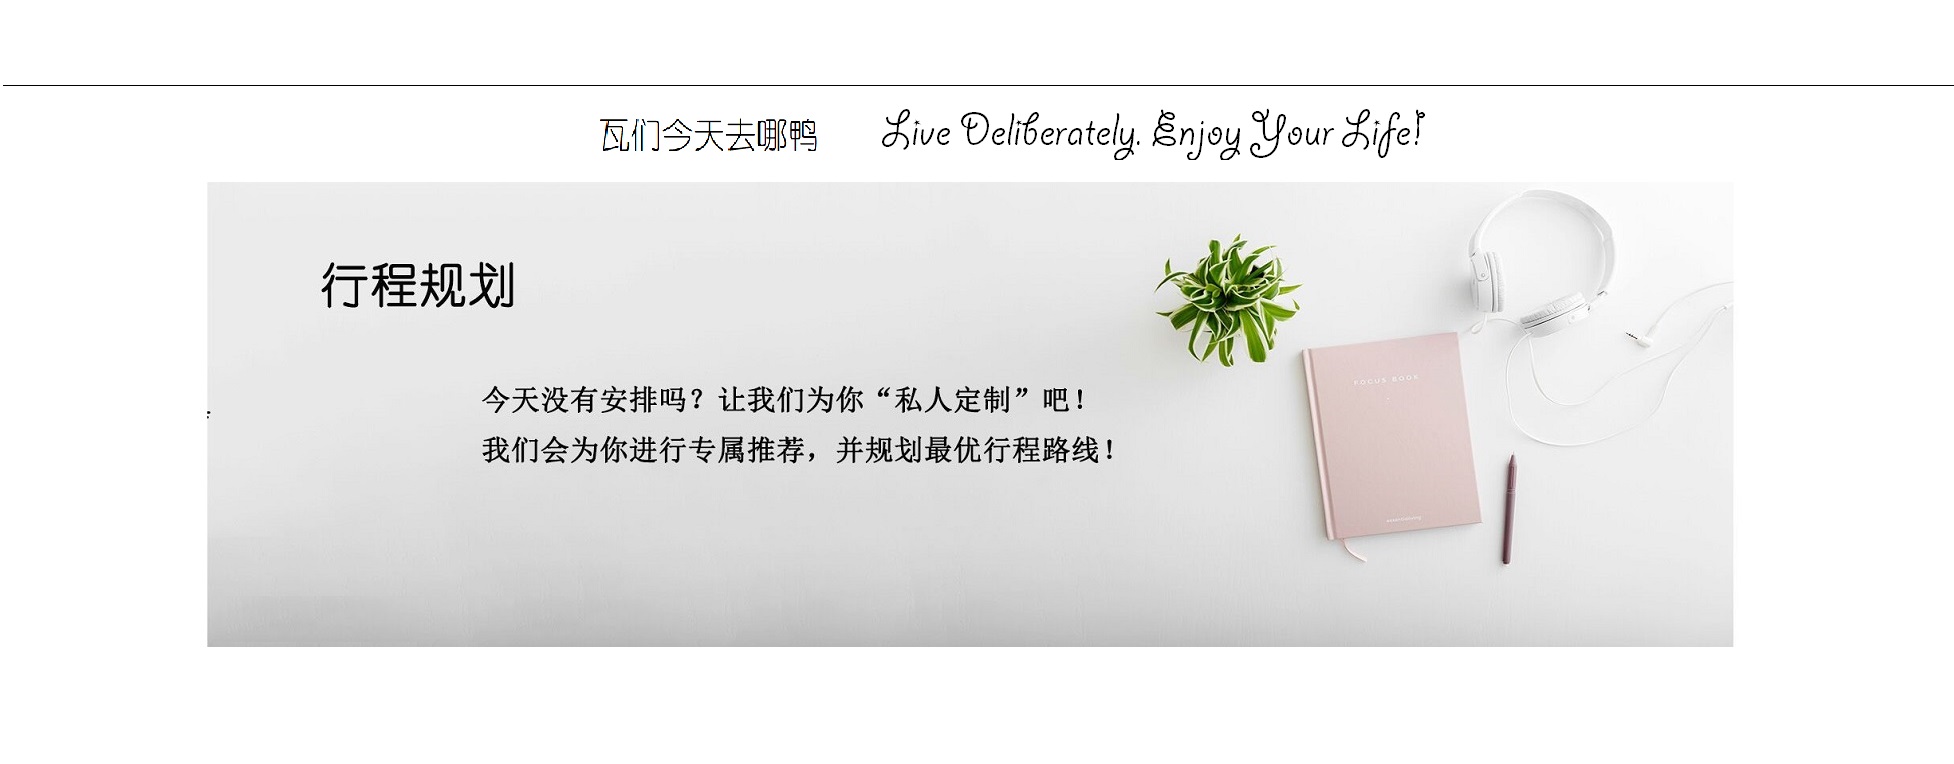 瓦们今天去哪鸭 Live Deliberately. Enjoy Your Life!
行程规划
今天没有安排吗？让我们为你“私人定制”吧！
我们会为你进行专属推荐，并规划最优行程路线！
FOCUS BOOK